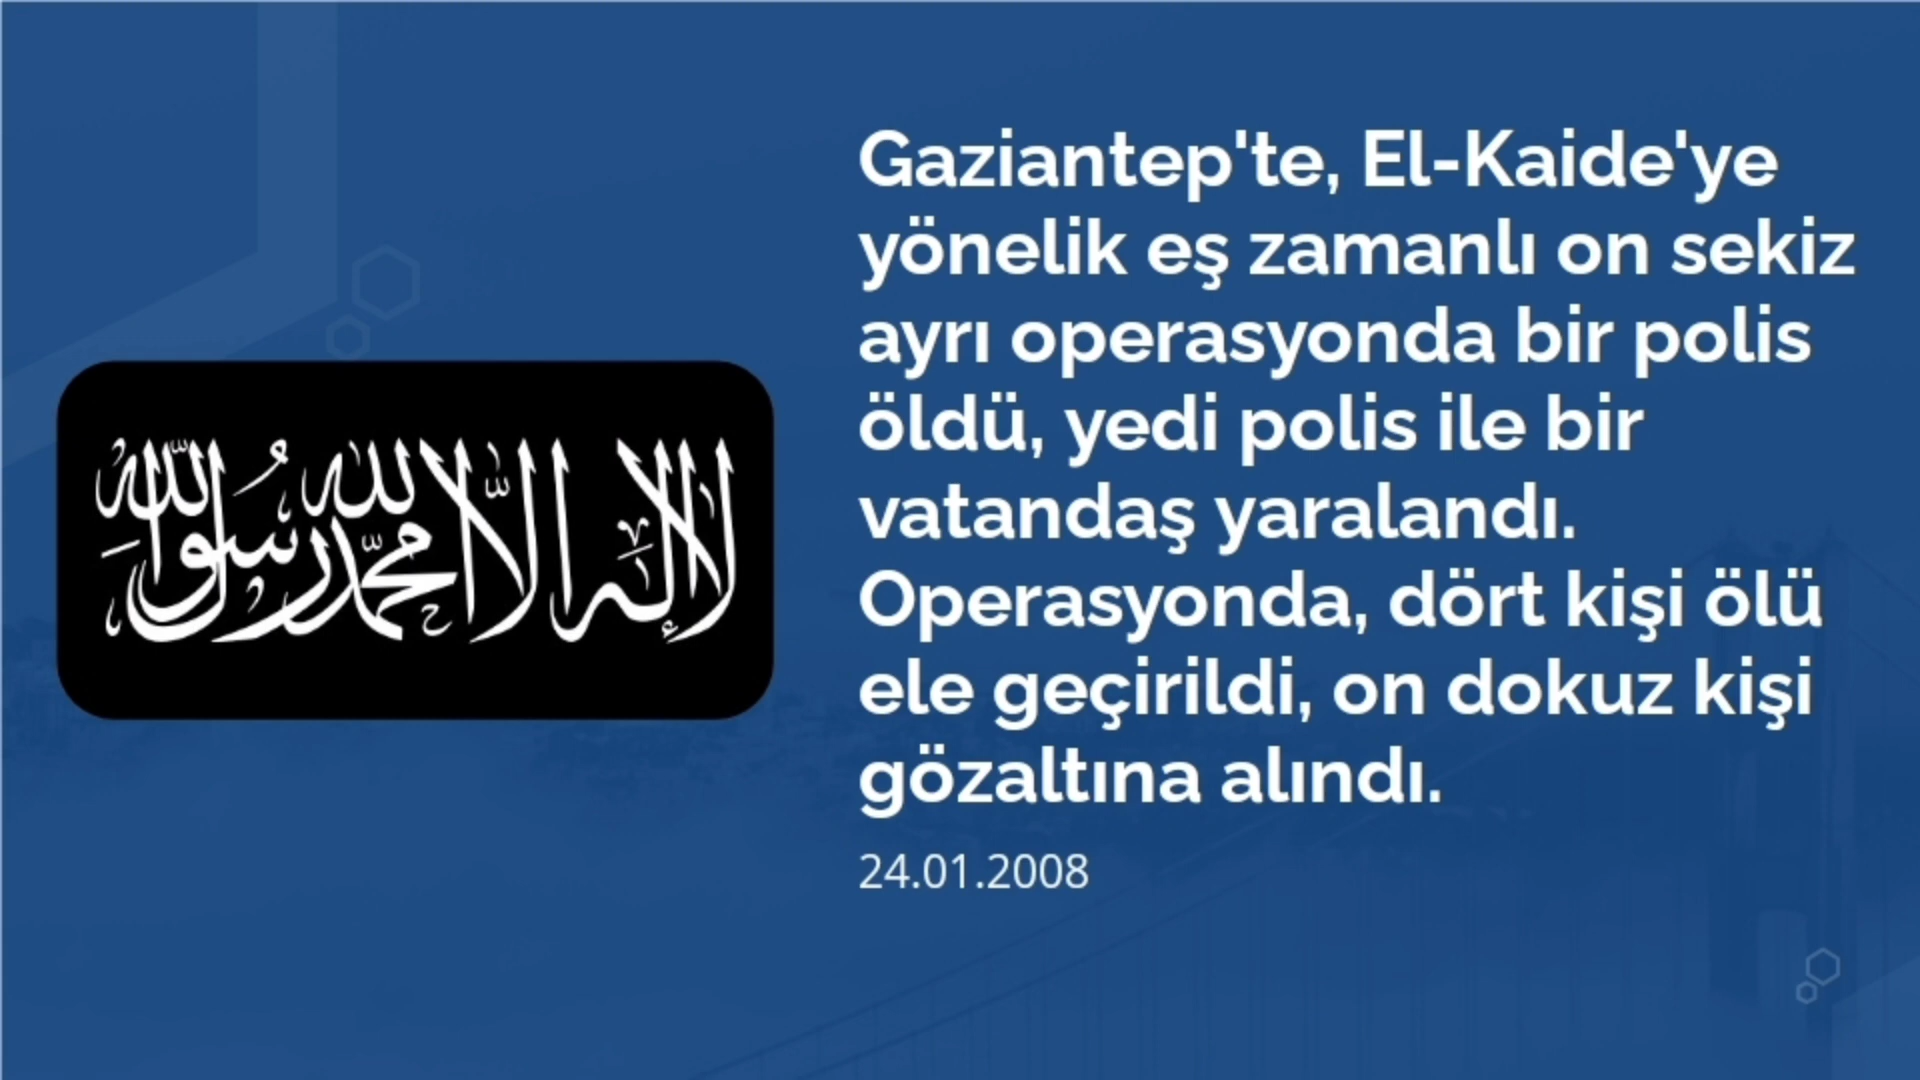 لا إله إلا الله محمد رسول الله
Gaziantep'te, El-Kaide'ye
yönelik eş zamanlı on sekiz
ayrı operasyonda bir polis
öldü, yedi polis ile bir
vatandaş yaralandı.
Operasyonda, dört kişi ölü
ele geçirildi, on dokuz kişi
gözaltına alındı.
24.01.2008